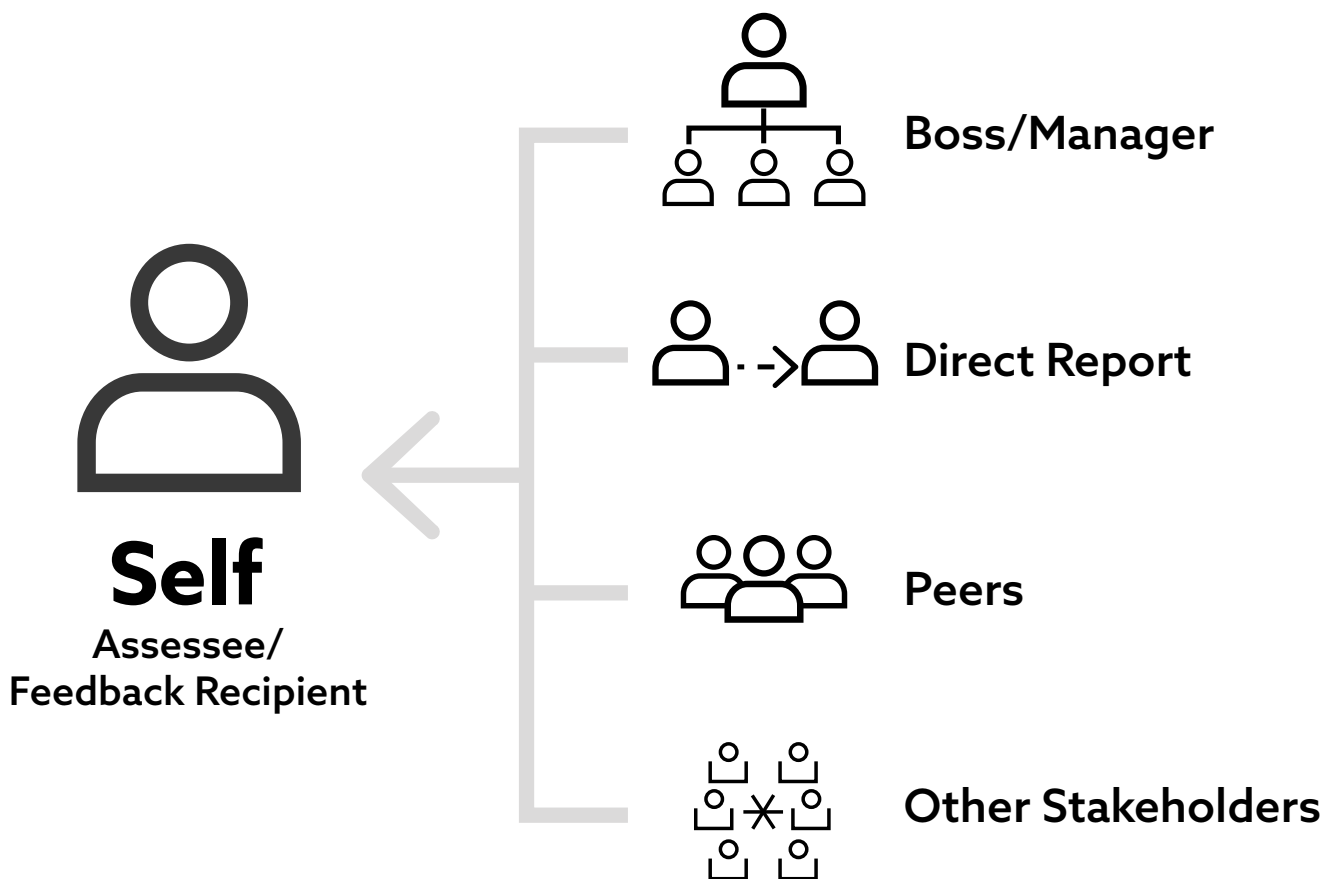 Boss/Manager
Direct Report
Self
Assessee/
Feedback Recipient
Peers
Other Stakeholders